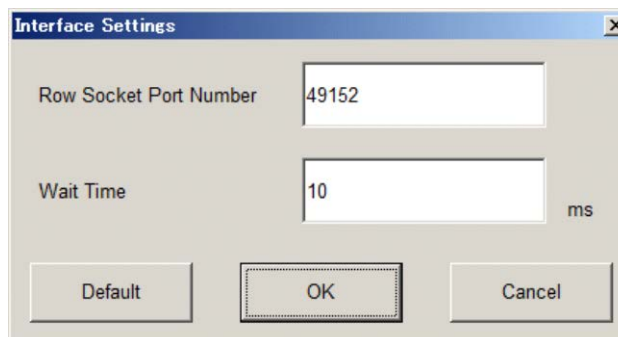 Interface Settings
Row Socket Port Number 49152
Wait Time 10 ms
Default OK Cancel